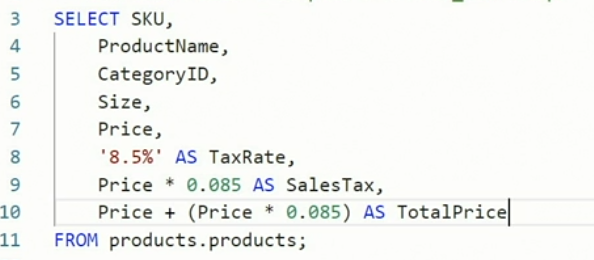 3 SELECT SKU,
4 ProductName,
5 CategoryID,
6 Size,
7 Price,
8 '8.5%' AS TaxRate,
9 Price * 0.085 AS SalesTax,
10 Price + (Price * 0.085) AS TotalPrice
11 FROM products.products;